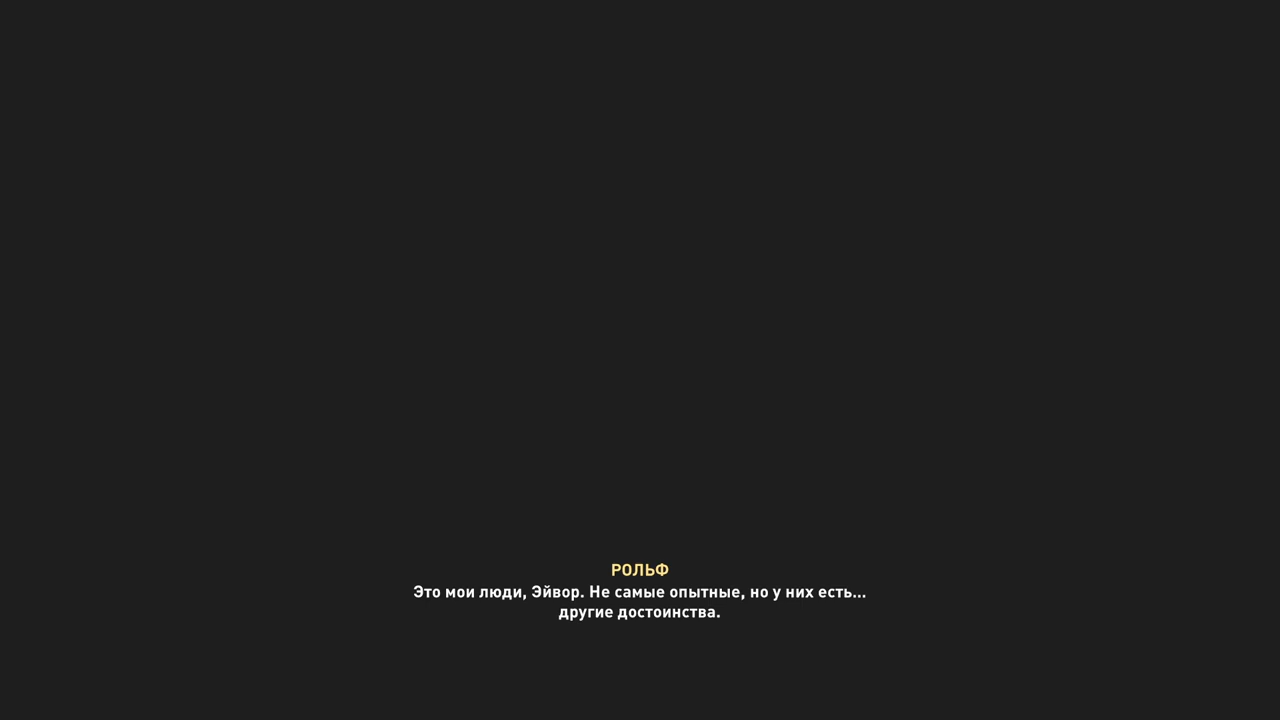 РОЛЬФ
Это мои люди, Эйвор. Не самые опытные, но у них есть...
другие достоинства.